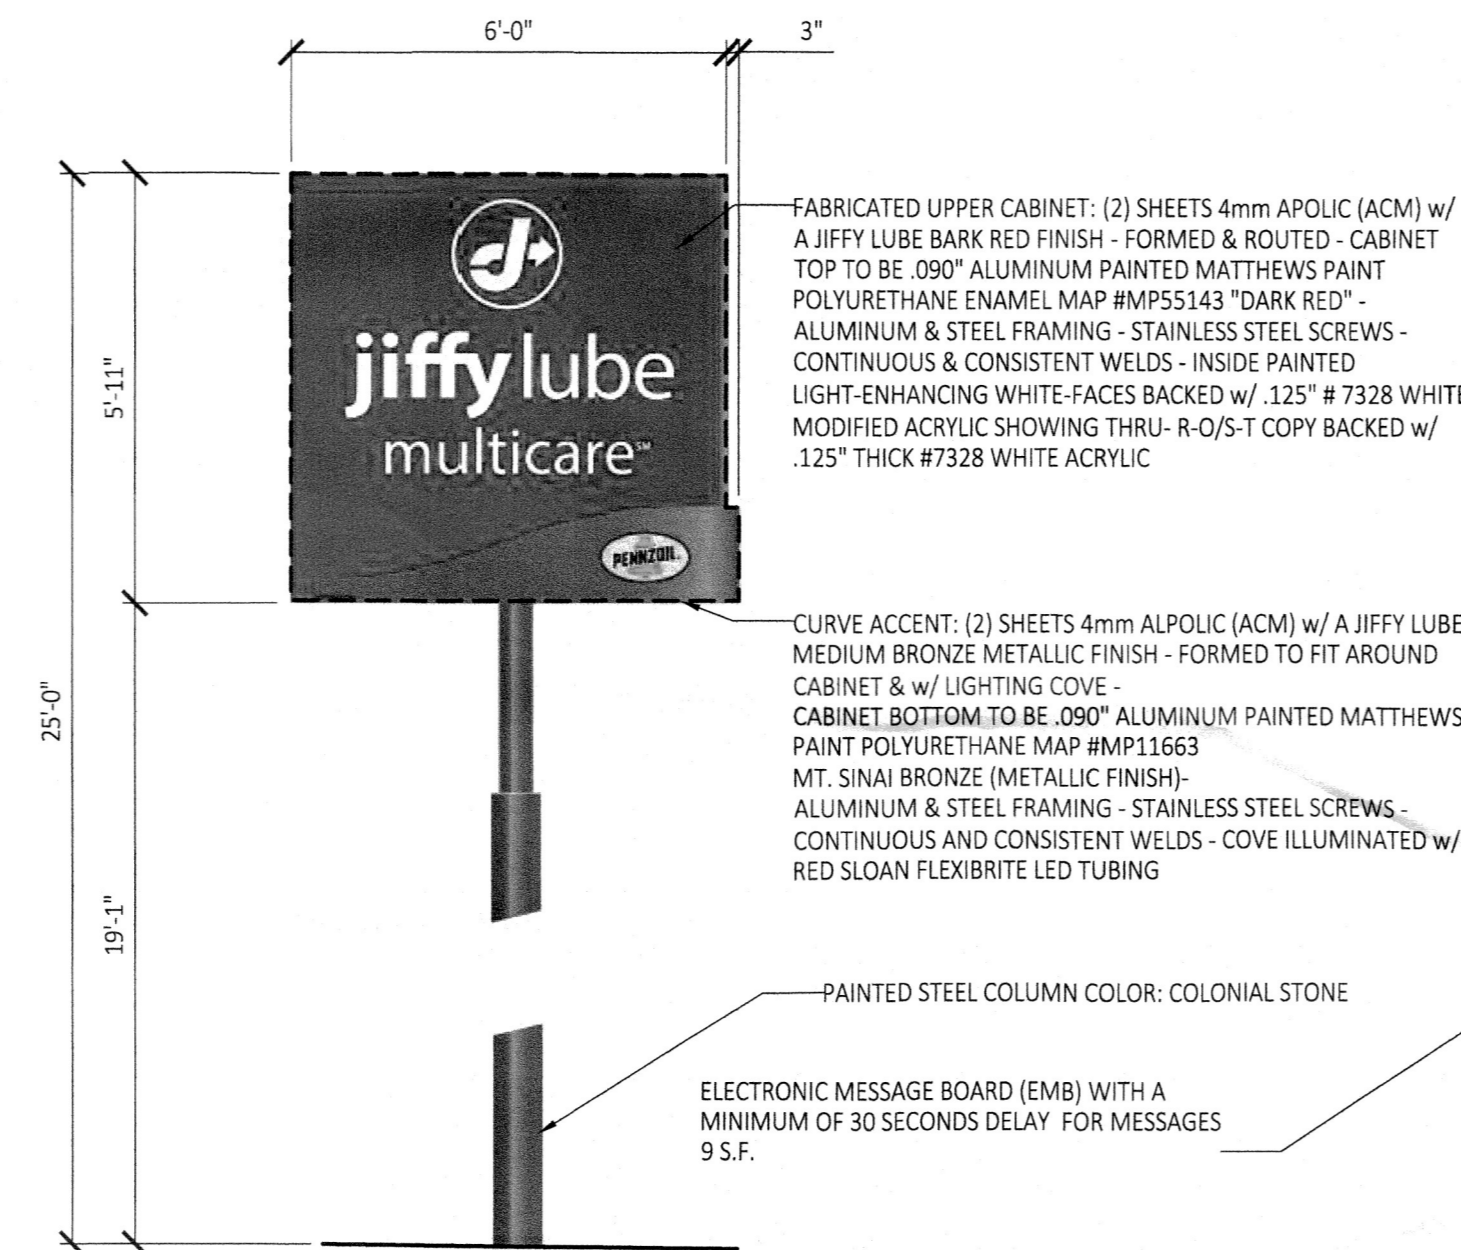 6'-0" 3"
FABRICATED UPPER CABINET: (2) SHEETS 4mm APOLIC (ACM) w/
A JIFFY LUBE BARK RED FINISH - FORMED & ROUTED - CABINET
TOP TO BE .090" ALUMINUM PAINTED MATTHEWS PAINT
POLYURETHANE ENAMEL MAP #MP55143 "DARK RED" -
ALUMINUM & STEEL FRAMING - STAINLESS STEEL SCREWS -
CONTINUOUS & CONSISTENT WELDS - INSIDE PAINTED
LIGHT-ENHANCING WHITE-FACES BACKED w/ .125" # 7328 WHITE
MODIFIED ACRYLIC SHOWING THRU- R-O/S-T COPY BACKED w/
.125" THICK #7328 WHITE ACRYLIC
jiffy lube
multicare℠
PENNZOIL.
5'-11"
25'-0"
19'-1"
CURVE ACCENT: (2) SHEETS 4mm ALPOLIC (ACM) w/ A JIFFY LUBE
MEDIUM BRONZE METALLIC FINISH - FORMED TO FIT AROUND
CABINET & w/ LIGHTING COVE -
CABINET BOTTOM TO BE .090" ALUMINUM PAINTED MATTHEWS
PAINT POLYURETHANE MAP #MP11663
MT. SINAI BRONZE (METALLIC FINISH)-
ALUMINUM & STEEL FRAMING - STAINLESS STEEL SCREWS -
CONTINUOUS AND CONSISTENT WELDS - COVE ILLUMINATED w/
RED SLOAN FLEXIBRITE LED TUBING
PAINTED STEEL COLUMN COLOR: COLONIAL STONE
ELECTRONIC MESSAGE BOARD (EMB) WITH A
MINIMUM OF 30 SECONDS DELAY FOR MESSAGES
9 S.F.